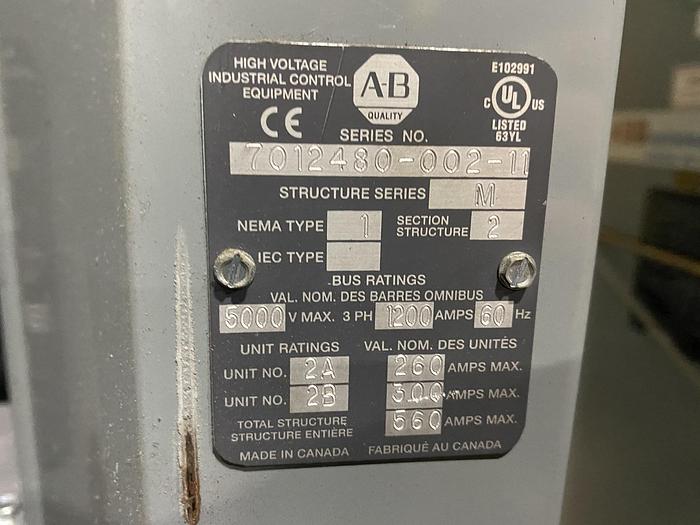 HIGH VOLTAGE
INDUSTRIAL CONTROL
EQUIPMENT
CE
A-B
QUALITY
E102991
C UL US
LISTED
63YL
SERIES NO.
7012480-002-11
STRUCTURE SERIES M
NEMA TYPE 1 SECTION STRUCTURE 2
IEC TYPE
BUS RATINGS
VAL. NOM. DES BARRES OMNIBUS
5000 V MAX. 3 PH 1200 AMPS 60 Hz
UNIT RATINGS VAL. NOM. DES UNITÉS
UNIT NO. 2A 260 AMPS MAX.
UNIT NO. 2B 300 AMPS MAX.
TOTAL STRUCTURE
STRUCTURE ENTIÈRE 560 AMPS MAX.
MADE IN CANADA FABRIQUÉ AU CANADA